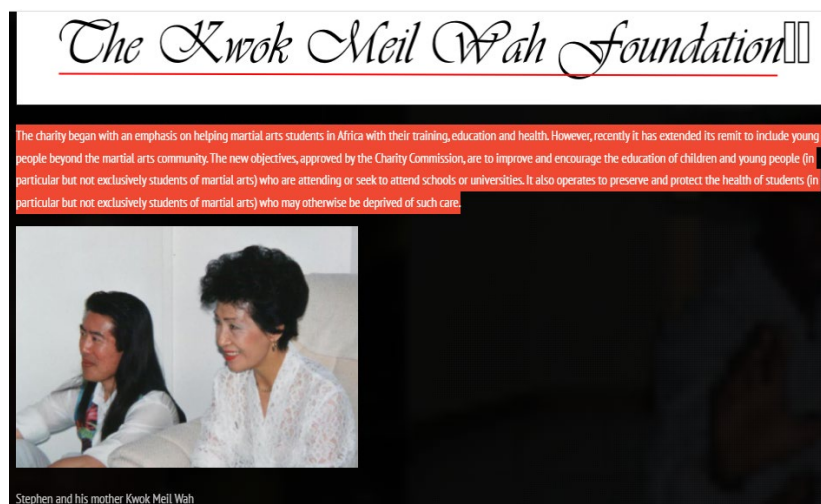 The Kwok Meil Wah Foundation
The charity began with an emphasis on helping martial arts students in Africa with their training, education and health. However, recently it has extended its remit to include young
people beyond the martial arts community. The new objectives, approved by the Charity Commission, are to improve and encourage the education of children and young people (in
particular but not exclusively students of martial arts) who are attending or seek to attend schools or universities. It also operates to preserve and protect the health of students (in
particular but not exclusively students of martial arts) who may otherwise be deprived of such care.
Stephen and his mother Kwok Meil Wah